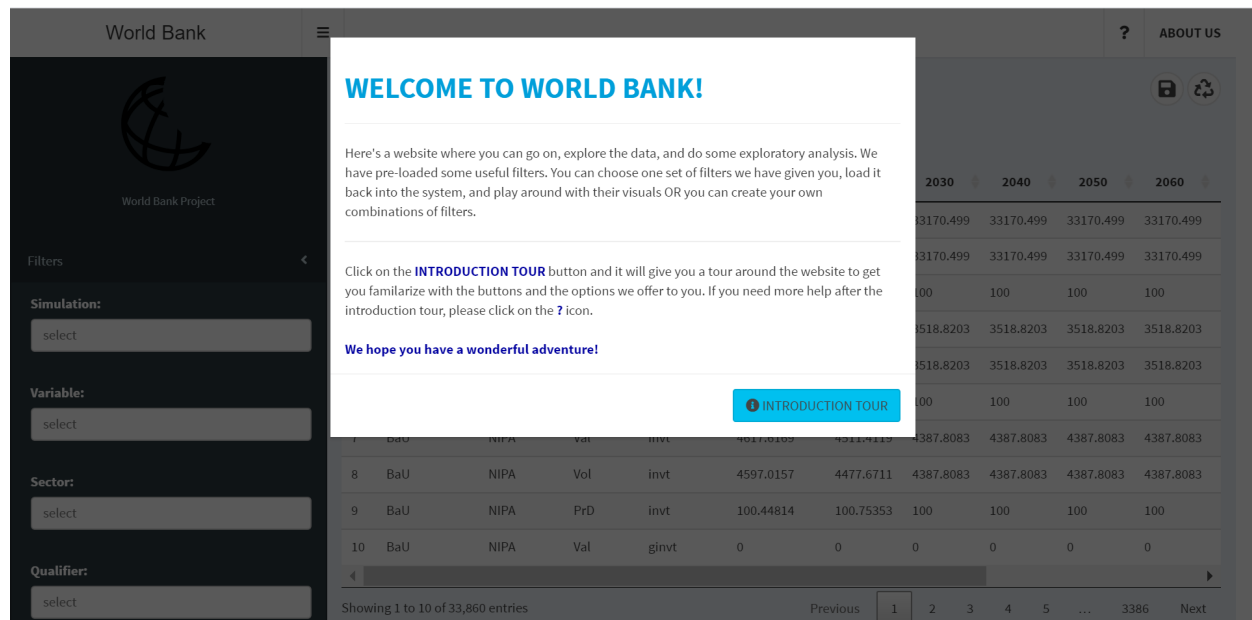 World Bank
? ABOUT US
World Bank Project
Filters
Simulation:
select
Variable:
select
Sector:
select
Qualifier:
select
WELCOME TO WORLD BANK!
Here's a website where you can go on, explore the data, and do some exploratory analysis. We
have pre-loaded some useful filters. You can choose one set of filters we have given you, load it
back into the system, and play around with their visuals OR you can create your own
combinations of filters.
Click on the INTRODUCTION TOUR button and it will give you a tour around the website to get
you familarize with the buttons and the options we offer to you. If you need more help after the
introduction tour, please click on the ? icon.
We hope you have a wonderful adventure!
INTRODUCTION TOUR
2030 2040 2050 2060
33170.499 33170.499 33170.499
33170.499 33170.499 33170.499
100 100 100
3518.8203 3518.8203 3518.8203
3518.8203 3518.8203 3518.8203
100 100 100
7 BaU NIPA Val invt 4617.6169 4511.4119 4387.8083 4387.8083 4387.8083 4387.8083
8 BaU NIPA Vol invt 4597.0157 4477.6711 4387.8083 4387.8083 4387.8083 4387.8083
9 BaU NIPA PrD invt 100.44814 100.75353 100 100 100 100
10 BaU NIPA Val ginvt 0 0 0 0 0 0
Showing 1 to 10 of 33,860 entries
Previous 1 2 3 4 5 ... 3386 Next